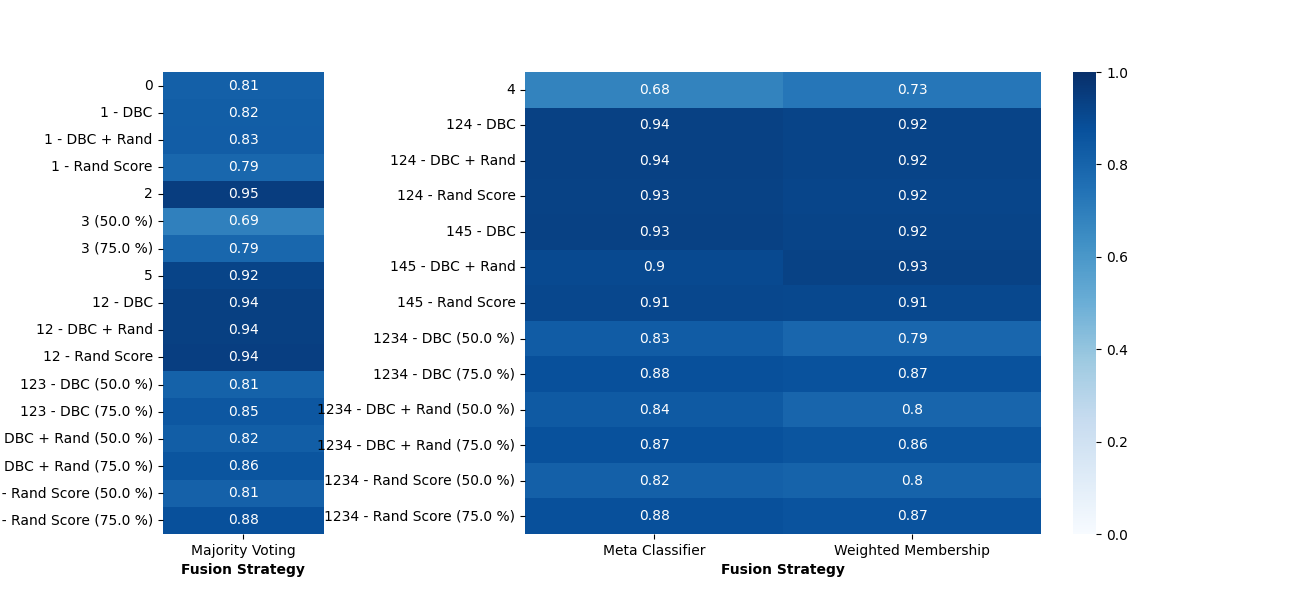 0
0.81
1 - DBC
0.82
1 - DBC + Rand
0.83
1 - Rand Score
0.79
2
0.95
3 (50.0 %)
0.69
3 (75.0 %)
0.79
5
0.92
12 - DBC
0.94
12 - DBC + Rand
0.94
12 - Rand Score
0.94
123 - DBC (50.0 %)
0.81
123 - DBC (75.0 %)
0.85
DBC + Rand (50.0 %)
0.82
DBC + Rand (75.0 %)
0.86
- Rand Score (50.0 %)
0.81
- Rand Score (75.0 %)
0.88
Majority Voting
Fusion Strategy
4
0.68 0.73
124 - DBC
0.94 0.92
124 - DBC + Rand
0.94 0.92
124 - Rand Score
0.93 0.92
145 - DBC
0.93 0.92
145 - DBC + Rand
0.9 0.93
145 - Rand Score
0.91 0.91
1234 - DBC (50.0 %)
0.83 0.79
1234 - DBC (75.0 %)
0.88 0.87
1234 - DBC + Rand (50.0 %)
0.84 0.8
1234 - DBC + Rand (75.0 %)
0.87 0.86
1234 - Rand Score (50.0 %)
0.82 0.8
1234 - Rand Score (75.0 %)
0.88 0.87
Meta Classifier Weighted Membership
Fusion Strategy
1.0
0.8
0.6
0.4
0.2
0.0